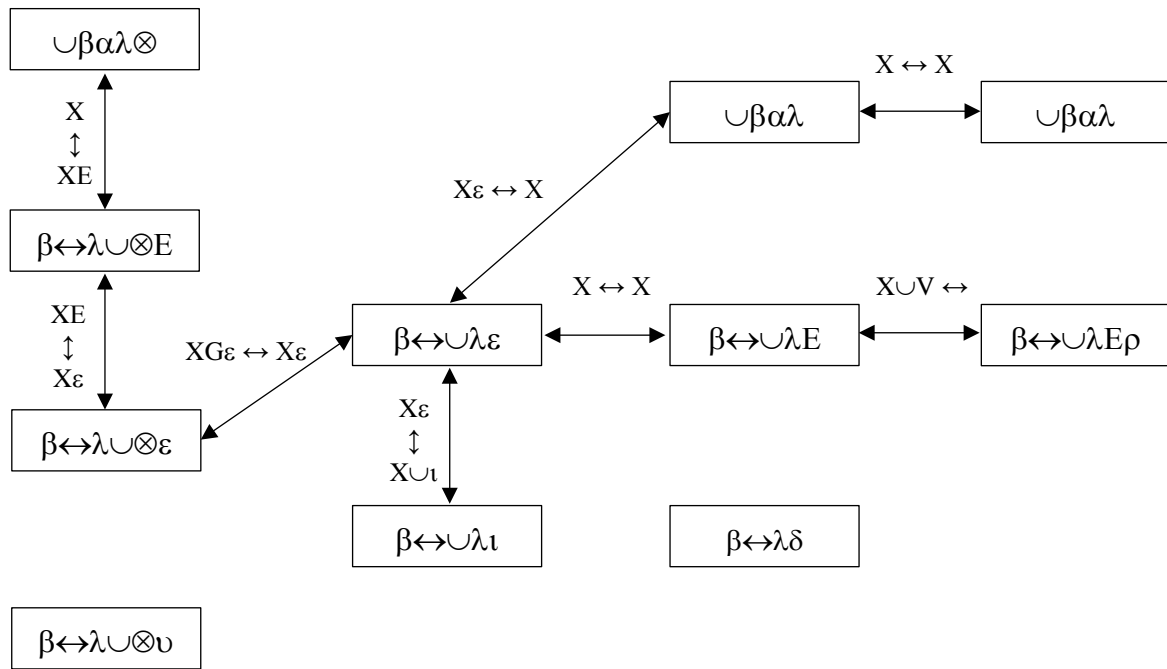 ∪βαλ⊗
X ↔ X
X
↕
XE
∪βαλ
∪βαλ
Xε ↔ X
β↔λ∪⊗E
X ↔ X
X∪V ↔
XE
↕
Xε
XGε ↔ Xε
β↔∪λε
β↔∪λE
β↔∪λEρ
Xε
↕
X∪ι
β↔λ∪⊗ε
β↔∪λι
β↔λδ
β↔λ∪⊗υ